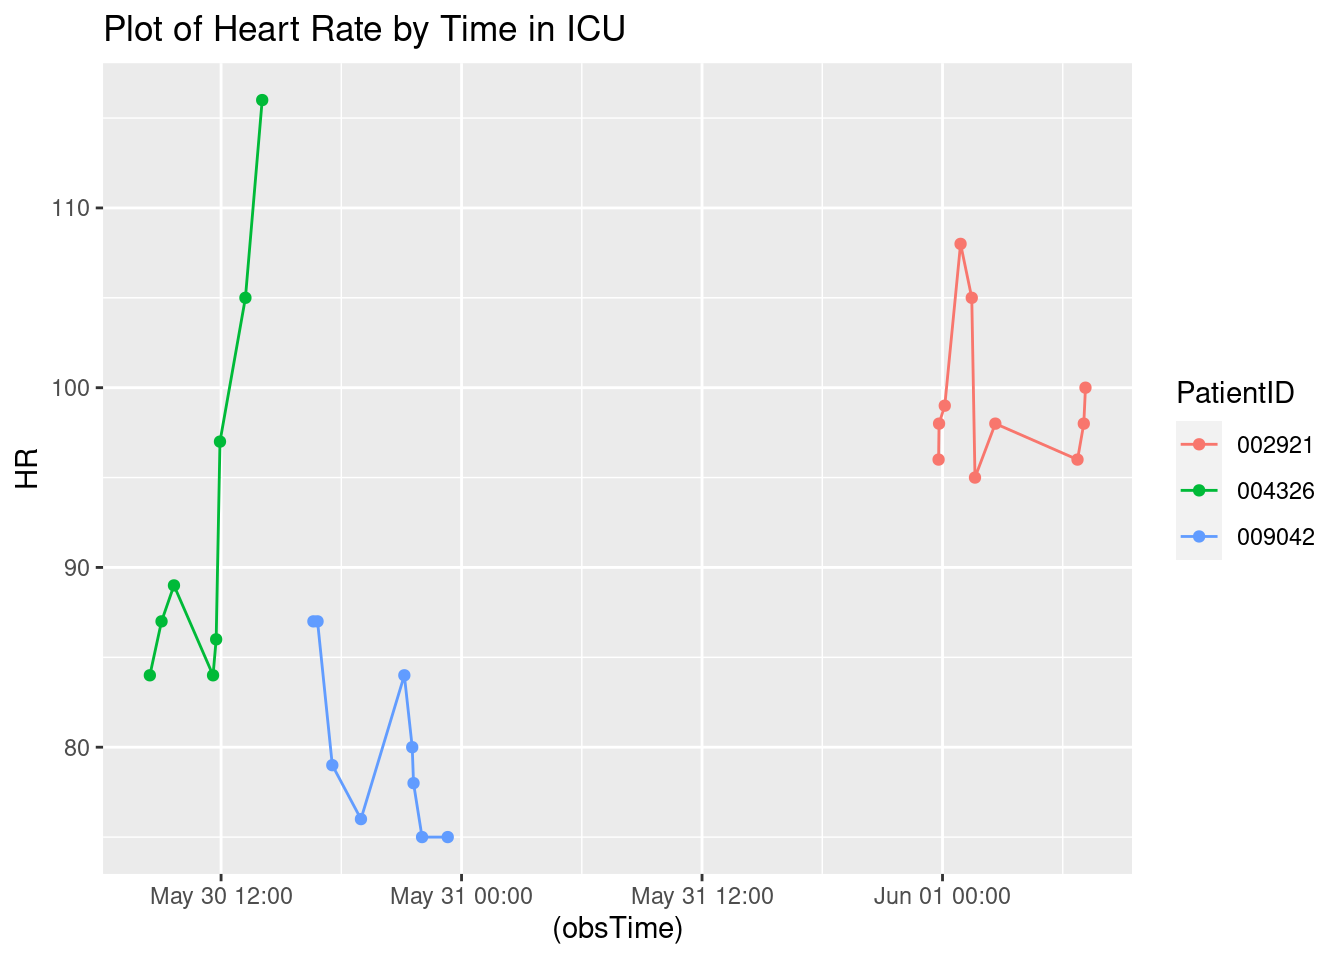 Plot of Heart Rate by Time in ICU
110
100
90
80
HR
May 30 12:00 May 31 00:00 May 31 12:00 Jun 01 00:00
(obsTime)
PatientID
002921
004326
009042